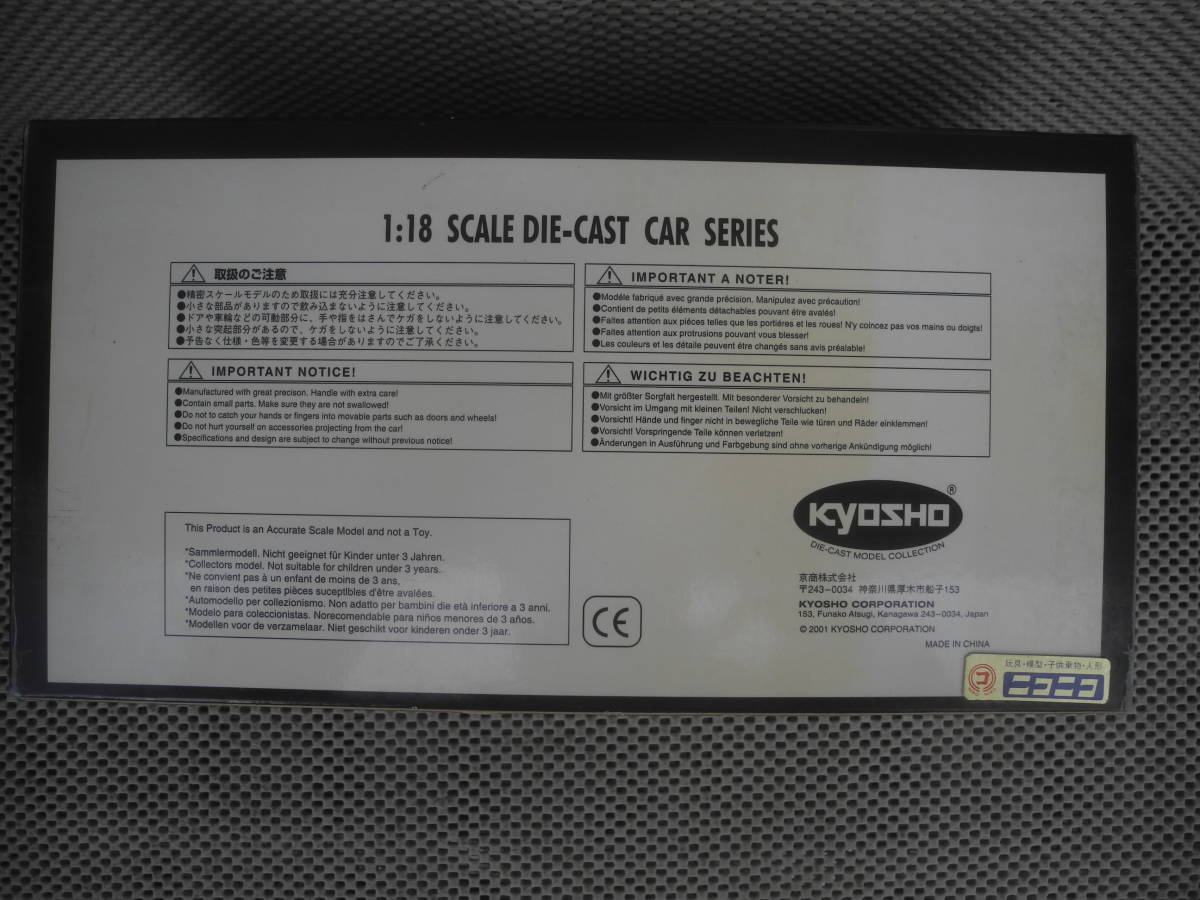 1:18 SCALE DIE-CAST CAR SERIES
取扱のご注意
●精密スケールモデルのため取扱には充分注意してください。
●小さな部品がありますので飲み込まないように注意してください。
●ドアや車輪などの可動部分に、手や指をはさんでケガをしないように注意してください。
●小さな突起部分があるので、ケガをしないように注意してください。
●予告なく仕様・色等を変更する場合がありますのでご了承ください。
IMPORTANT A NOTER!
●Modéle fabriqué avec grande précision. Manipulez avec précaution!
●Contient de petits éléments détachables pouvant être avalés!
●Faites attention aux piéces telles que les portiéres et les roues! N'y coincez pas vos mains ou doigts!
●Faites attention aux protrusions pouvant vous blesser!
●Les couleurs et les détaile peuvent étre changés sans avis préalable!
IMPORTANT NOTICE!
●Manufactured with great precison. Handle with extra care!
●Contain small parts. Make sure they are not swallowed!
●Do not to catch your hands or fingers into movable parts such as doors and wheels!
●Do not hurt yourself on accessories projecting from the car!
●Specifications and design are subject to change without previous notice!
WICHTIG ZU BEACHTEN!
●Mit größter Sorgfalt hergestellt. Mit besonderer Vorsicht zu behandeln!
●Vorsicht im Umgang mit kleinen Teilen! Nicht verschlucken!
●Vorsicht! Hände und finger nicht in bewegliche Teile wie türen und Räder einklemmen!
●Vorsicht! Vorspringende Teile können verletzen!
●Änderungen in Ausführung und Farbgebung sind ohne vorherige Ankündigung möglich!
This Product is an Accurate Scale Model and not a Toy.
*Sammlermodell. Nicht geeignet für Kinder unter 3 Jahren.
*Collectors model. Not suitable for children under 3 years.
*Ne convient pas à un enfant de moins de 3 ans,
en raison des petites pièces suceptibles d'être avalées.
*Automodello per collezionismo. Non adatto per bambini die età inferiore a 3 anni.
*Modelo para coleccionistas. Norecomendable para niños menores de 3 años.
*Modellen voor de verzamelaar. Niet geschikt voor kinderen onder 3 jaar.
CE
KYOSHO ®
DIE-CAST MODEL COLLECTION
京商株式会社
〒243-0034 神奈川県厚木市船子153
KYOSHO CORPORATION
153, Funako Atsugi, Kanagawa 243-0034, Japan
© 2001 KYOSHO CORPORATION
MADE IN CHINA
玩具・模型・子供乗物・人形
コ ニコニコ